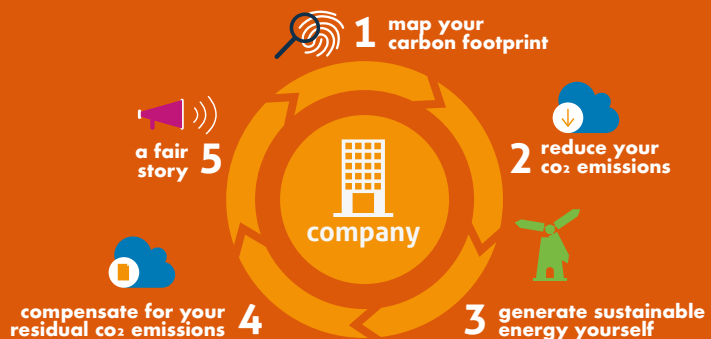 1 map your
carbon footprint
2 reduce your
co₂ emissions
3 generate sustainable
energy yourself
4 compensate for your
residual co₂ emissions
5 a fair
story
company